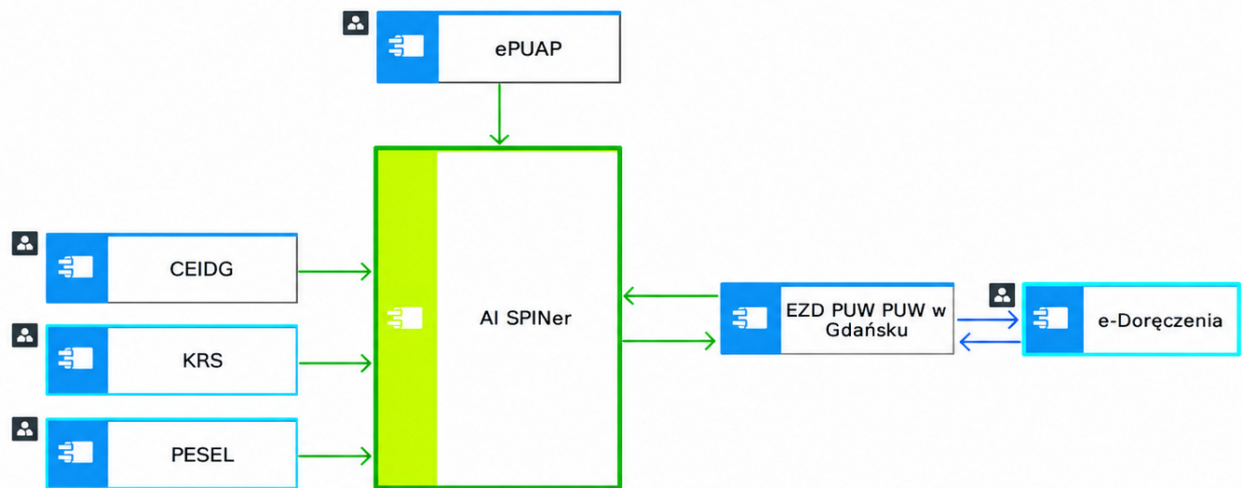 ePUAP
CEIDG
AI SPINer
EZD PUW PUW w
Gdańsku
e-Doręczenia
KRS
PESEL